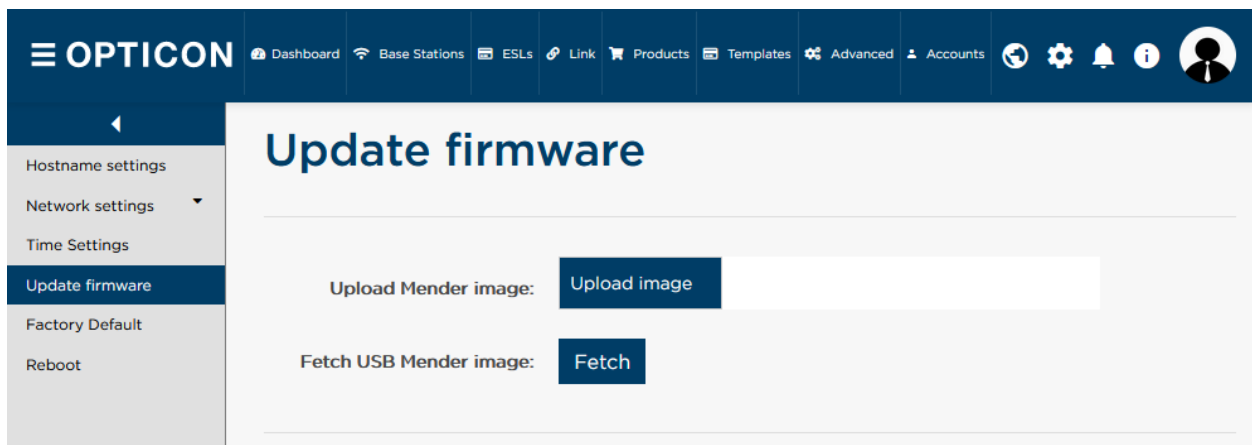 OPTICON Dashboard Base Stations ESLs Link Products Templates Advanced Accounts
Hostname settings
Network settings
Time Settings
Update firmware
Factory Default
Reboot
Update firmware
Upload Mender image: Upload image
Fetch USB Mender image: Fetch